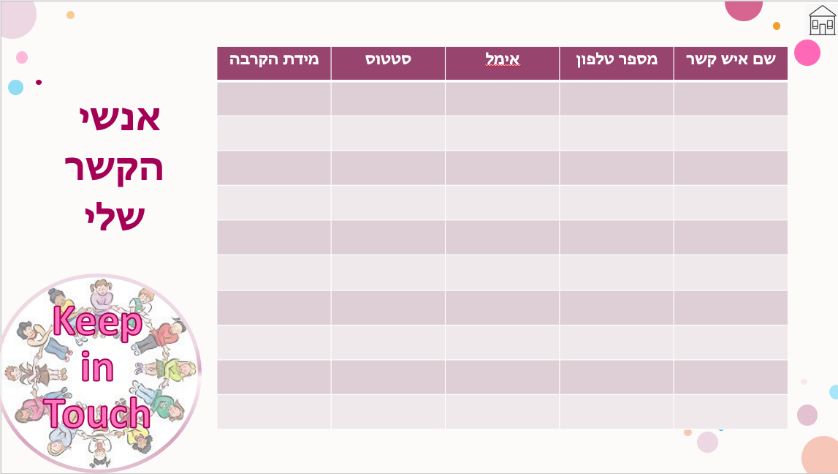 שם איש קשר מספר טלפון אימל סטטוס מידת הקרבה
אנשי
הקשר
שלי
Keep
in
Touch